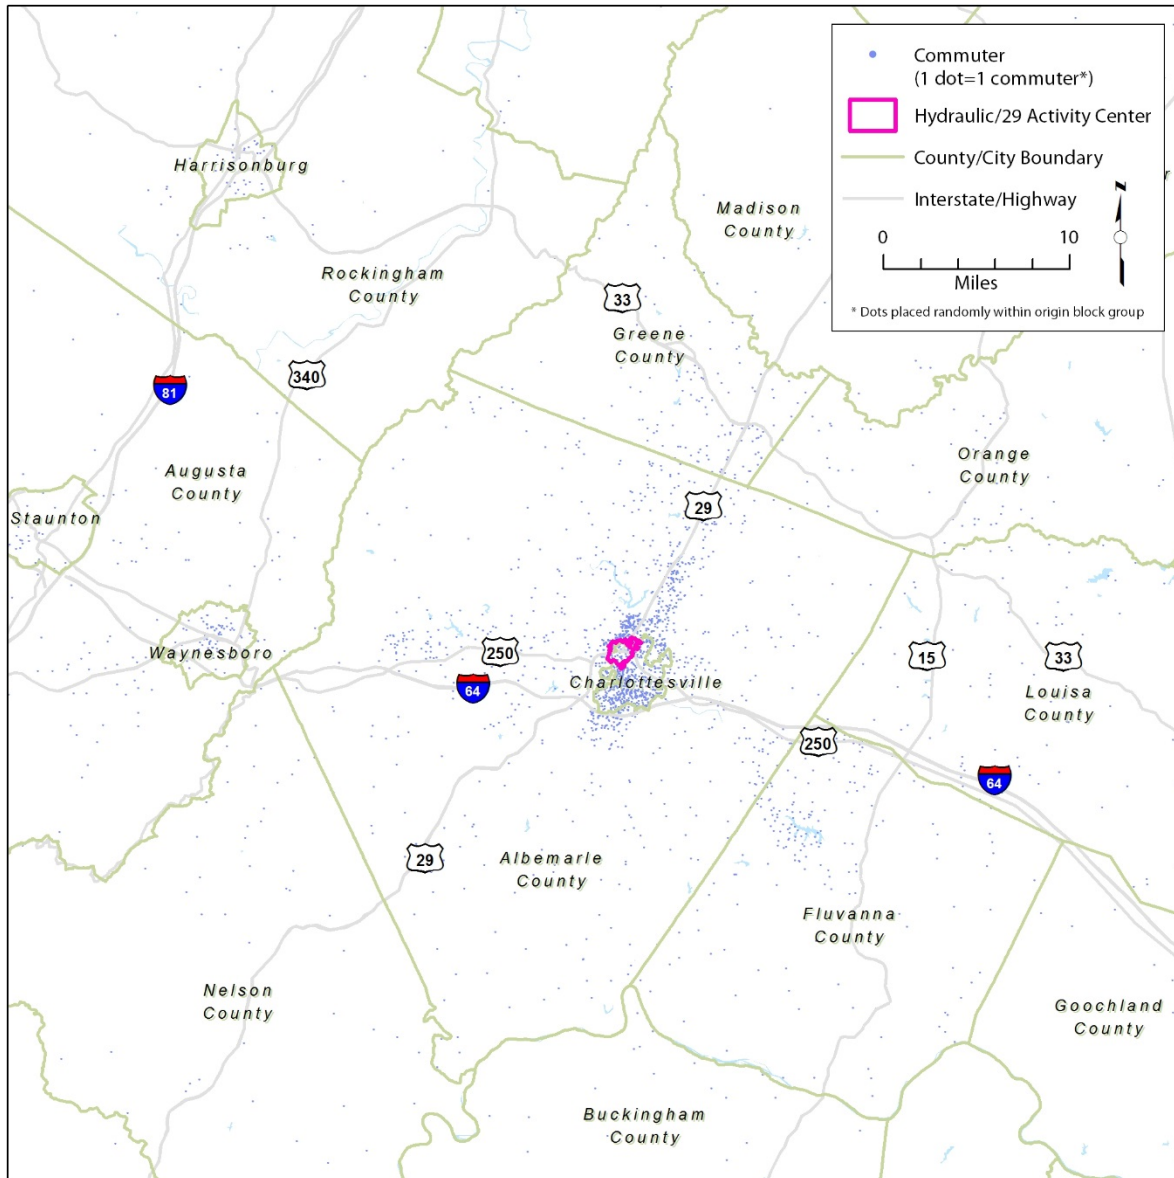 Commuter
(1 dot=1 commuter*)
Hydraulic/29 Activity Center
County/City Boundary
Interstate/Highway
N
0 10
Miles
* Dots placed randomly within origin block group
Harrisonburg
Madison
County
Rockingham
County
33
Greene
County
340
81
Orange
County
Augusta
County
29
Staunton
Waynesboro
250
64
Charlottesville
15
33
Louisa
County
250
64
29
Albemarle
County
Fluvanna
County
Nelson
County
Goochland
County
Buckingham
County